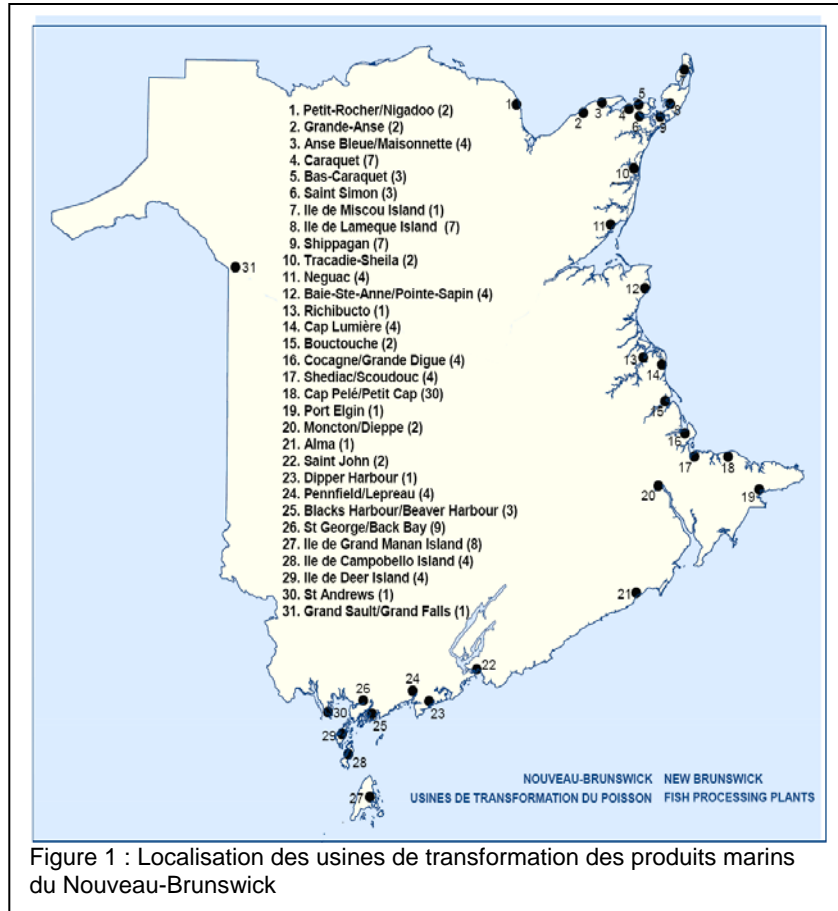 1. Petit-Rocher/Nigadoo (2)
2. Grande-Anse (2)
3. Anse Bleue/Maisonnette (4)
4. Caraquet (7)
5. Bas-Caraquet (3)
6. Saint Simon (3)
7. Ile de Miscou Island (1)
8. Ile de Lameque Island (7)
9. Shippagan (7)
10. Tracadie-Sheila (2)
11. Neguac (4)
12. Baie-Ste-Anne/Pointe-Sapin (4)
13. Richibucto (1)
14. Cap Lumière (4)
15. Bouctouche (2)
16. Cocagne/Grande Digue (4)
17. Shediac/Scoudouc (4)
18. Cap Pelé/Petit Cap (30)
19. Port Elgin (1)
20. Moncton/Dieppe (2)
21. Alma (1)
22. Saint John (2)
23. Dipper Harbour (1)
24. Pennfield/Lepreau (4)
25. Blacks Harbour/Beaver Harbour (3)
26. St George/Back Bay (9)
27. Ile de Grand Manan Island (8)
28. Ile de Campobello Island (4)
29. Ile de Deer Island (4)
30. St Andrews (1)
31. Grand Sault/Grand Falls (1)
1
2
3
4
5
6
7
8
9
10
11
31
12
13
14
15
16
17
18
19
20
21
22
24
23
26
25
30
29
28
27
NOUVEAU-BRUNSWICK NEW BRUNSWICK
USINES DE TRANSFORMATION DU POISSON FISH PROCESSING PLANTS
Figure 1 : Localisation des usines de transformation des produits marins
du Nouveau-Brunswick